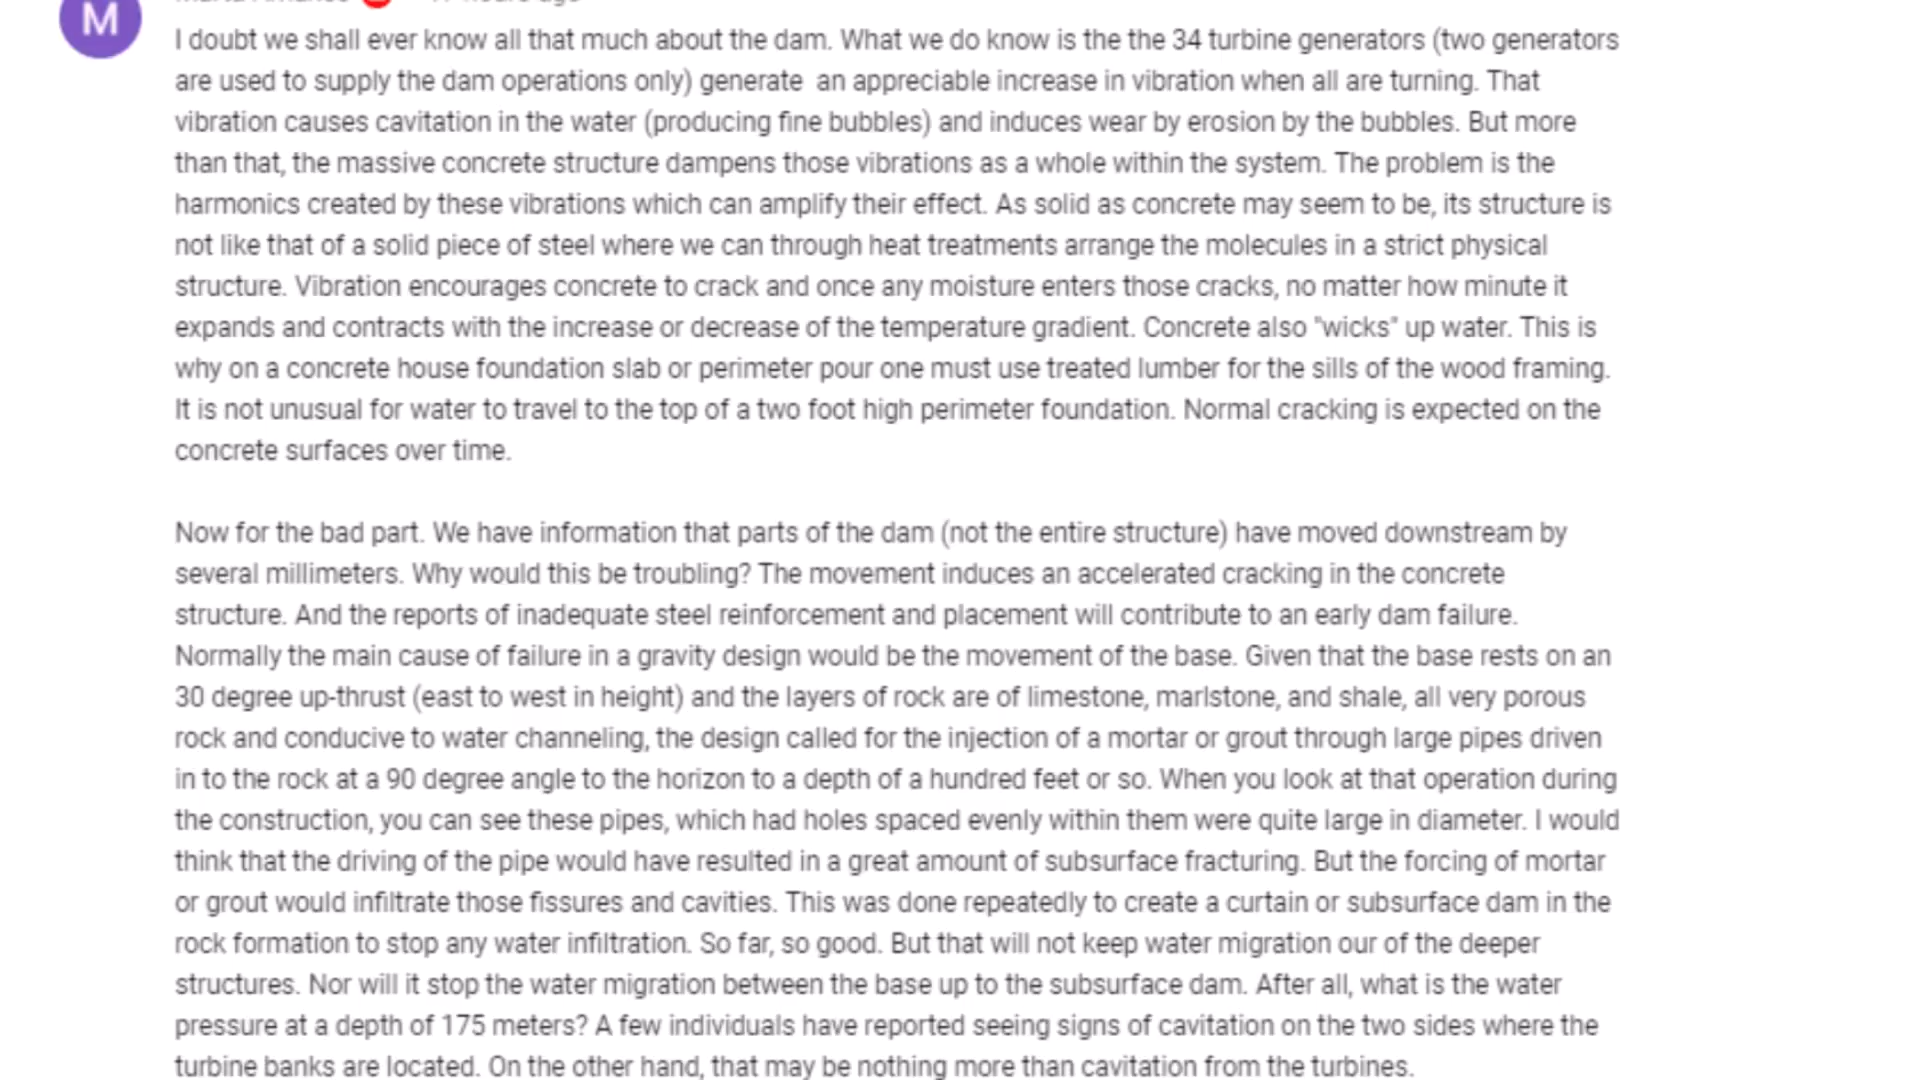 M
I doubt we shall ever know all that much about the dam. What we do know is the the 34 turbine generators (two generators
are used to supply the dam operations only) generate  an appreciable increase in vibration when all are turning. That
vibration causes cavitation in the water (producing fine bubbles) and induces wear by erosion by the bubbles. But more
than that, the massive concrete structure dampens those vibrations as a whole within the system. The problem is the
harmonics created by these vibrations which can amplify their effect. As solid as concrete may seem to be, its structure is
not like that of a solid piece of steel where we can through heat treatments arrange the molecules in a strict physical
structure. Vibration encourages concrete to crack and once any moisture enters those cracks, no matter how minute it
expands and contracts with the increase or decrease of the temperature gradient. Concrete also "wicks" up water. This is
why on a concrete house foundation slab or perimeter pour one must use treated lumber for the sills of the wood framing.
It is not unusual for water to travel to the top of a two foot high perimeter foundation. Normal cracking is expected on the
concrete surfaces over time.
Now for the bad part. We have information that parts of the dam (not the entire structure) have moved downstream by
several millimeters. Why would this be troubling? The movement induces an accelerated cracking in the concrete
structure. And the reports of inadequate steel reinforcement and placement will contribute to an early dam failure.
Normally the main cause of failure in a gravity design would be the movement of the base. Given that the base rests on an
30 degree up-thrust (east to west in height) and the layers of rock are of limestone, marlstone, and shale, all very porous
rock and conducive to water channeling, the design called for the injection of a mortar or grout through large pipes driven
in to the rock at a 90 degree angle to the horizon to a depth of a hundred feet or so. When you look at that operation during
the construction, you can see these pipes, which had holes spaced evenly within them were quite large in diameter. I would
think that the driving of the pipe would have resulted in a great amount of subsurface fracturing. But the forcing of mortar
or grout would infiltrate those fissures and cavities. This was done repeatedly to create a curtain or subsurface dam in the
rock formation to stop any water infiltration. So far, so good. But that will not keep water migration our of the deeper
structures. Nor will it stop the water migration between the base up to the subsurface dam. After all, what is the water
pressure at a depth of 175 meters? A few individuals have reported seeing signs of cavitation on the two sides where the
turbine banks are located. On the other hand, that may be nothing more than cavitation from the turbines.